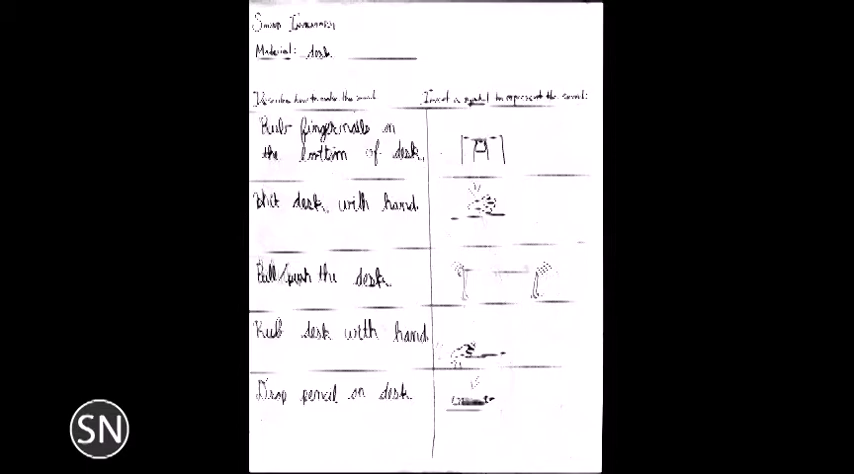 Sound Inventory
Material: desk
Describe how to make the sound
Insert a symbol to represent the sound:
Rub fingernails on
the bottom of desk.
Hit desk with hand.
Pull/push the desk.
Rub desk with hand.
Drop pencil on desk.
SN